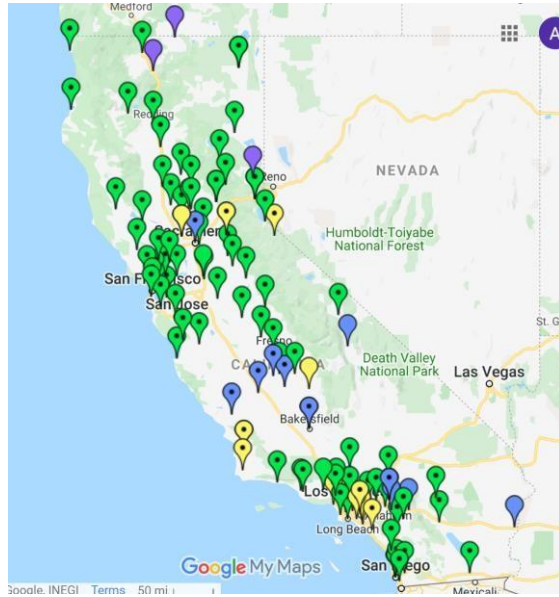 Medford
A
Redding
Reno
NEVADA
Humboldt-Toiyabe
National Forest
San Francisco
San Jose
St. G
Fresno
Death Valley
National Park
Las Vegas
Bakersfield
Long Beach
Google My Maps
San Diego
Google, INEGI Terms 50 mi
Mexicali